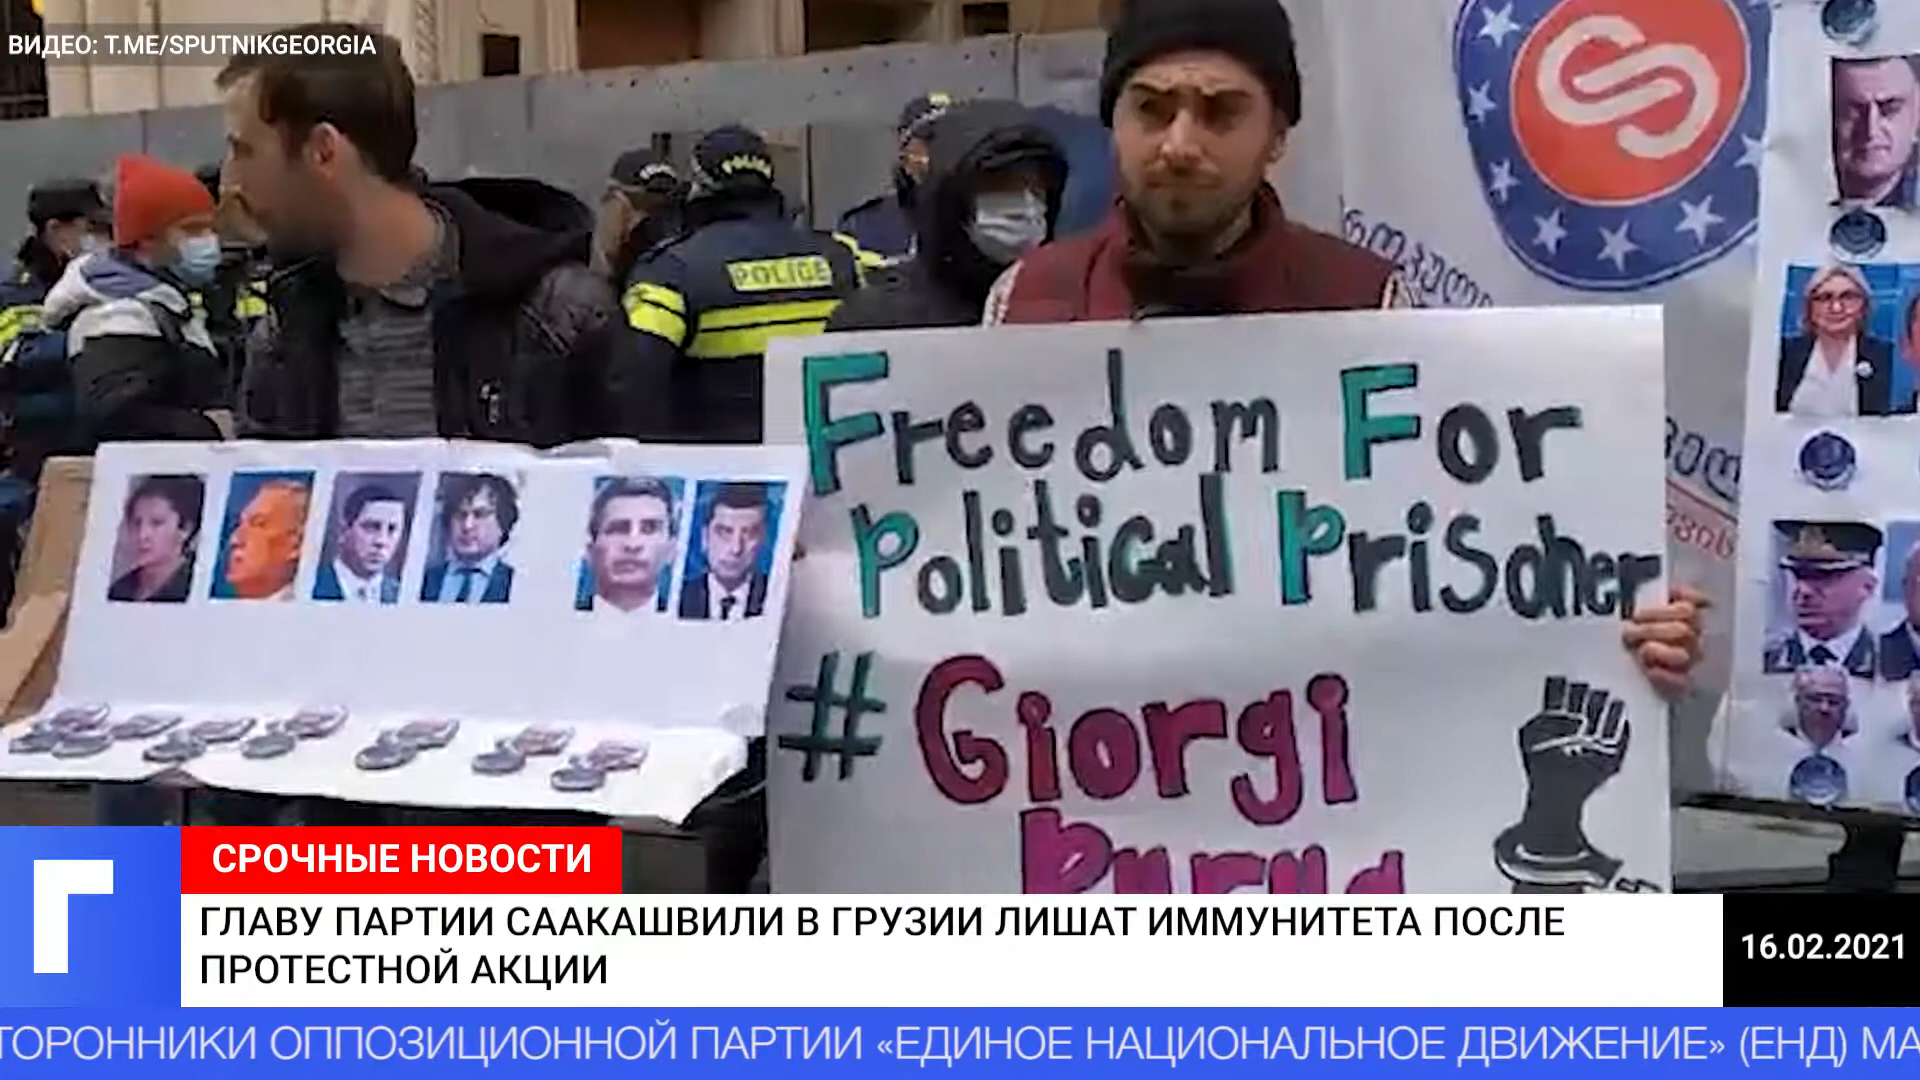 ВИДЕО: T.ME/SPUTNIKGEORGIA
POLICE
Freedom For
Political Prisoner
#Giorgi
Rurua
Г
СРОЧНЫЕ НОВОСТИ
ГЛАВУ ПАРТИИ СААКАШВИЛИ В ГРУЗИИ ЛИШАТ ИММУНИТЕТА ПОСЛЕ
ПРОТЕСТНОЙ АКЦИИ
16.02.2021
ТОРОННИКИ ОППОЗИЦИОННОЙ ПАРТИИ «ЕДИНОЕ НАЦИОНАЛЬНОЕ ДВИЖЕНИЕ» (ЕНД) МА